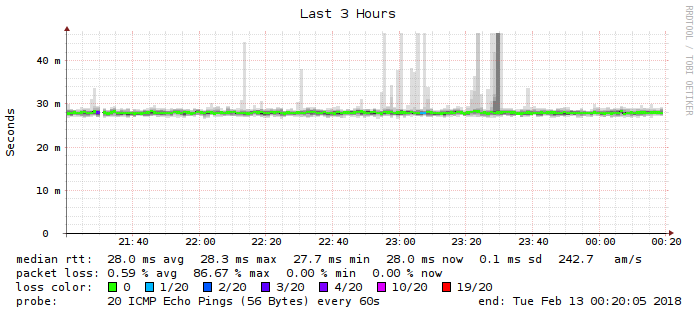 Last 3 Hours
RRDTOOL / TOBI OETIKER
Seconds
40 m
30 m
20 m
10 m
0
21:40 22:00 22:20 22:40 23:00 23:20 23:40 00:00 00:20
median rtt: 28.0 ms avg 28.3 ms max 27.7 ms min 28.0 ms now 0.1 ms sd 242.7 am/s
packet loss: 0.59 % avg 86.67 % max 0.00 % min 0.00 % now
loss color: 0 1/20 2/20 3/20 4/20 10/20 19/20
probe: 20 ICMP Echo Pings (56 Bytes) every 60s end: Tue Feb 13 00:20:05 2018